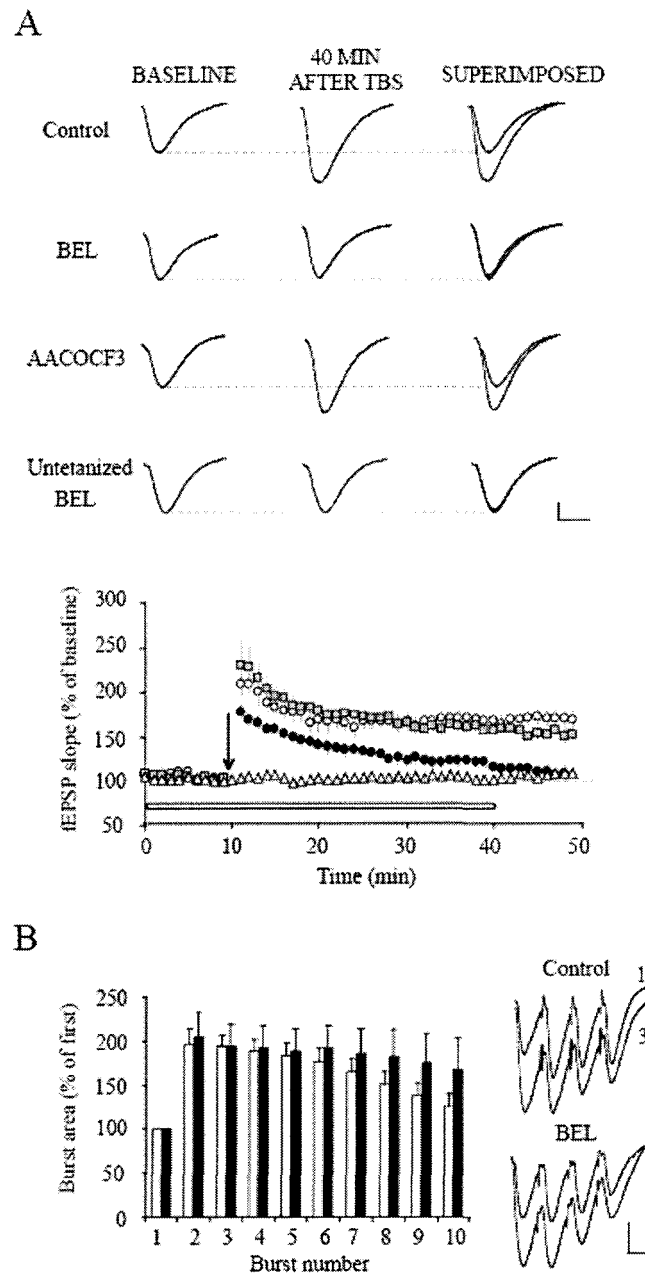 A
BASELINE
40 MIN
AFTER TBS
SUPERIMPOSED
Control
BEL
AACOCF3
Untetanized
BEL
fEPSP slope (% of baseline)
300
250
200
150
100
50
0
10
20
30
40
50
Time (min)
B
Burst area (% of first)
250
200
150
100
50
0
1
2
3
4
5
6
7
8
9
10
Burst number
Control
1
3
BEL